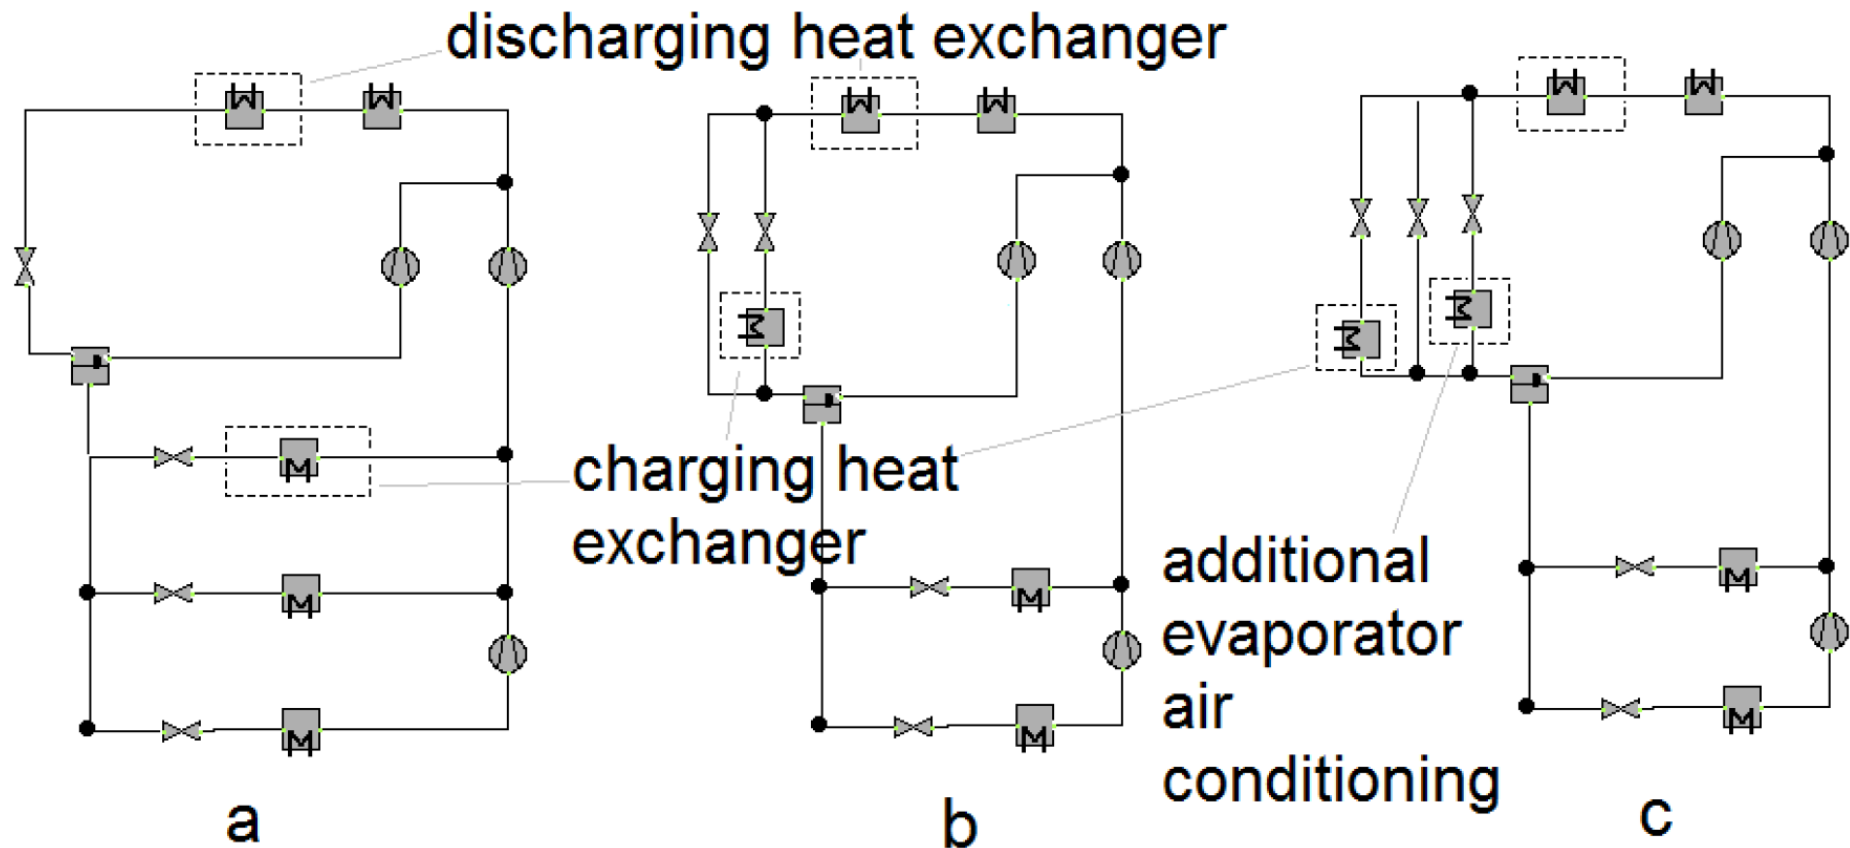 discharging heat exchanger
charging heat
exchanger
additional
evaporator
air
conditioning
a
b
c